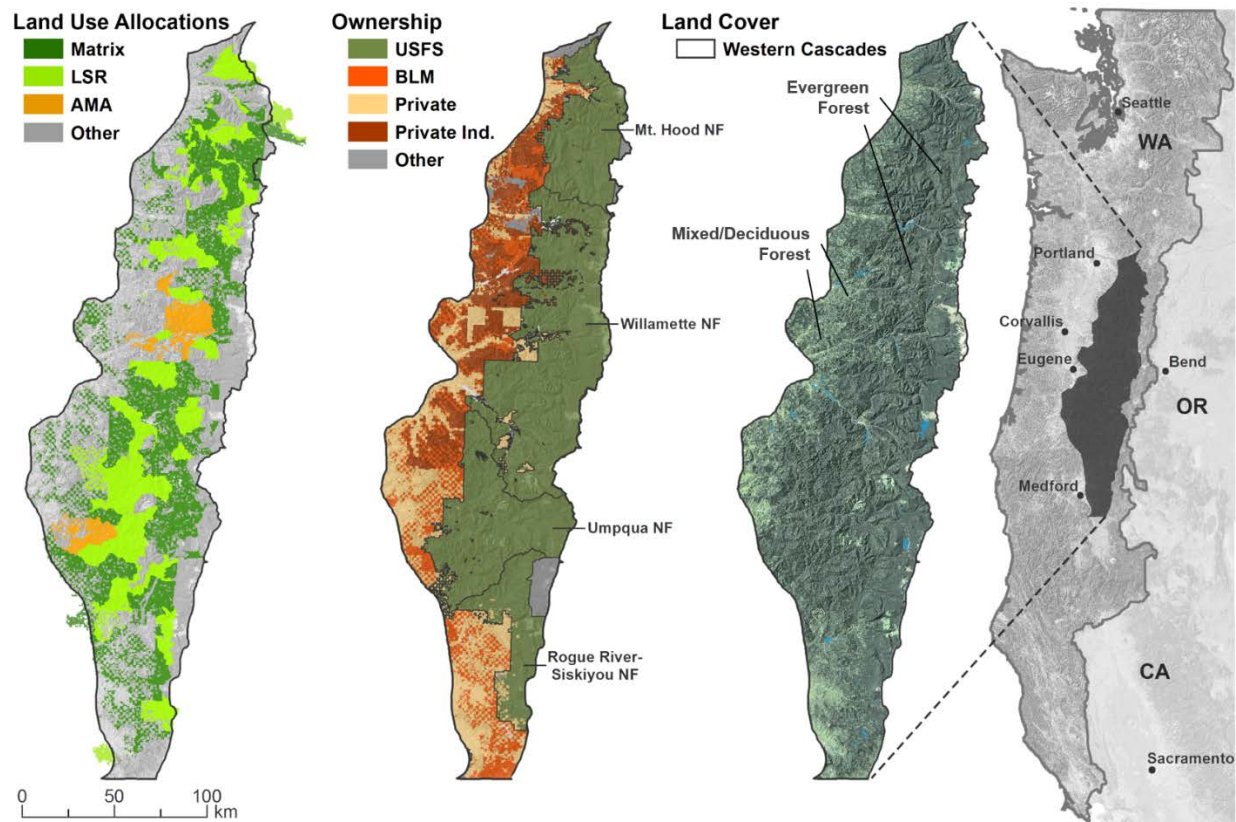 Land Use Allocations
Matrix
LSR
AMA
Other
0 50 100
km
Ownership
USFS
BLM
Private
Private Ind.
Other
Mt. Hood NF
Willamette NF
Umpqua NF
Rogue River-
Siskiyou NF
Land Cover
Western Cascades
Evergreen
Forest
Mixed/Deciduous
Forest
Seattle
WA
Portland
Corvallis
Eugene
Bend
OR
Medford
CA
Sacramento